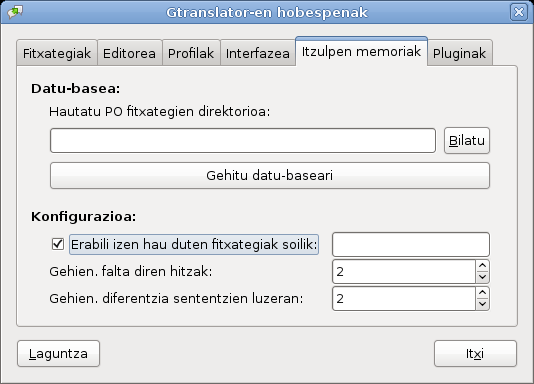 Gtranslator-en hobespenak
Fitxategiak Editorea Profilak Interfazea Itzulpen memoriak Pluginak
Datu-basea:
Hautatu PO fitxategien direktorioa:
Bilatu
Gehitu datu-baseari
Konfigurazioa:
Erabili izen hau duten fitxategiak soilik:
Gehien. falta diren hitzak: 2
Gehien. diferentzia sententzien luzeran: 2
Laguntza Itxi